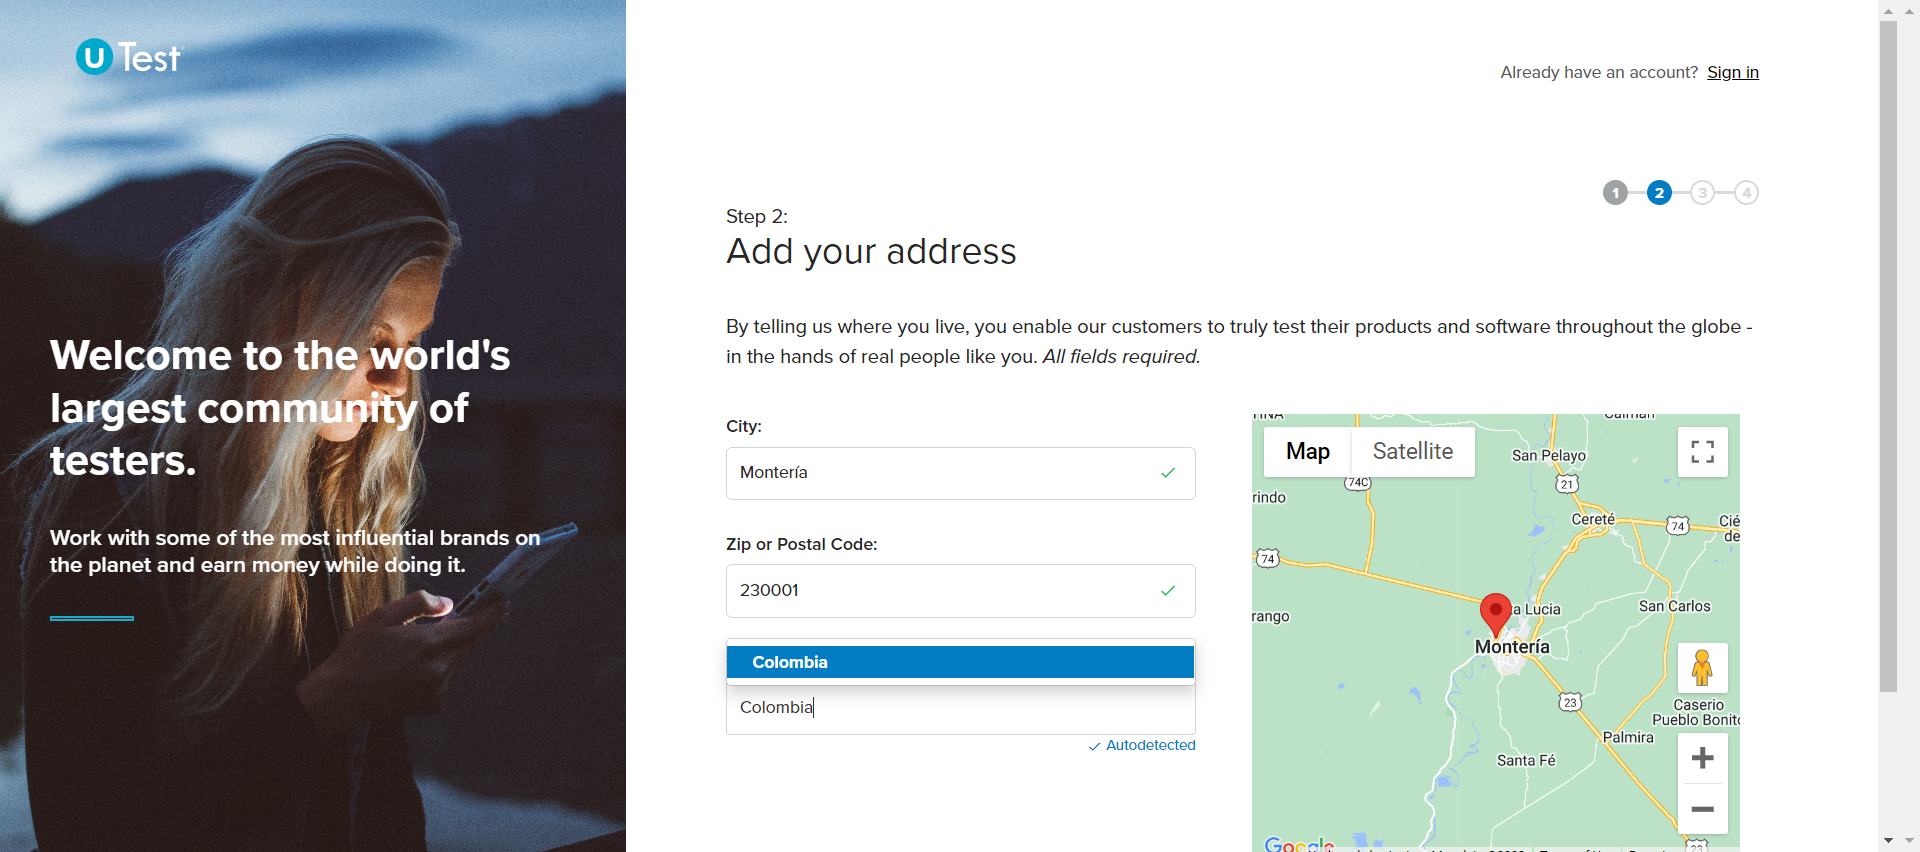 U Test
Already have an account? Sign in
1 2 3 4
Step 2:
Add your address
Welcome to the world's
largest community of
testers.
Work with some of the most influential brands on
the planet and earn money while doing it.
By telling us where you live, you enable our customers to truly test their products and software throughout the globe -
in the hands of real people like you. All fields required.
City:
Montería
Zip or Postal Code:
230001
Colombia
Colombia
Autodetected
Map Satellite
San Pelayo
74C
21
rindo
Cereté
74
Cié
de
74
ta Lucia
San Carlos
rango
Montería
23
Caserio
Pueblo Bonito
Palmira
Santa Fé
Google
23